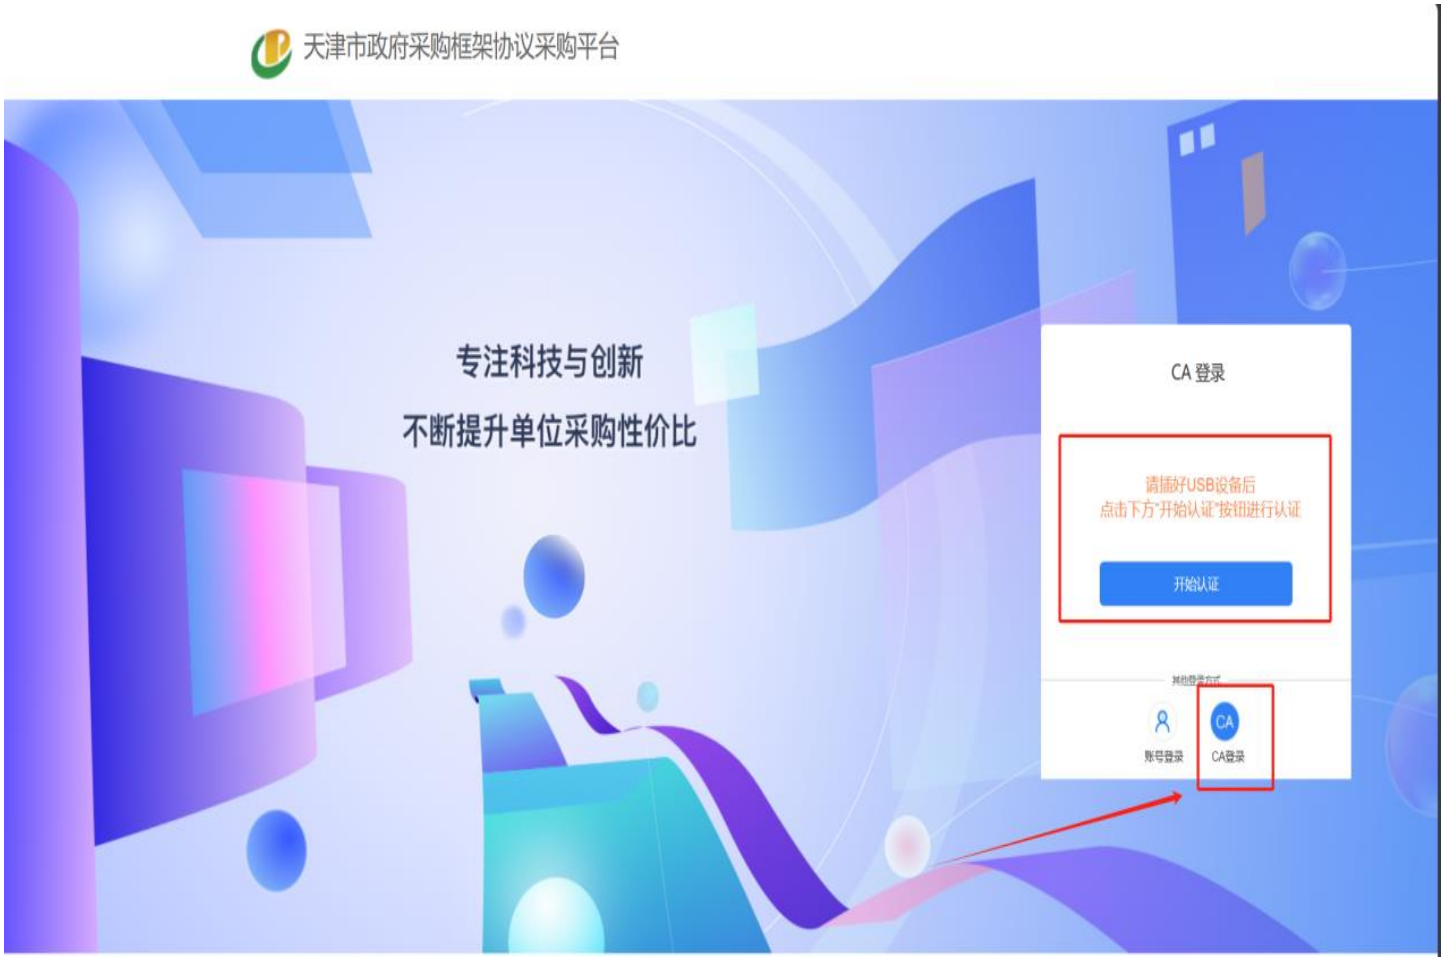 天津市政府采购框架协议采购平台
专注科技与创新
不断提升单位采购性价比
CA 登录
请插好USB设备后
点击下方"开始认证"按钮进行认证
开始认证
其他登录方式
CA
账号登录 CA登录